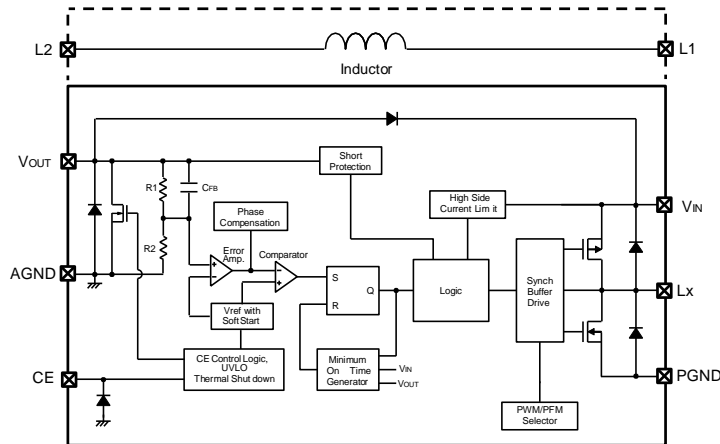 L2
L1
Inductor
VOUT
R1
CFB
Short
Protection
High Side
Current Lim it
VIN
Phase
Compensation
R2
Error
Amp.
Comparator
AGND
S
Q
R
Logic
Synch
Buffer
Drive
Lx
Vref with
Soft Start
CE Control Logic,
UVLO
Thermal Shut down
Minimum
On Time
Generator
VIN
VOUT
CE
PGND
PWM/PFM
Selector